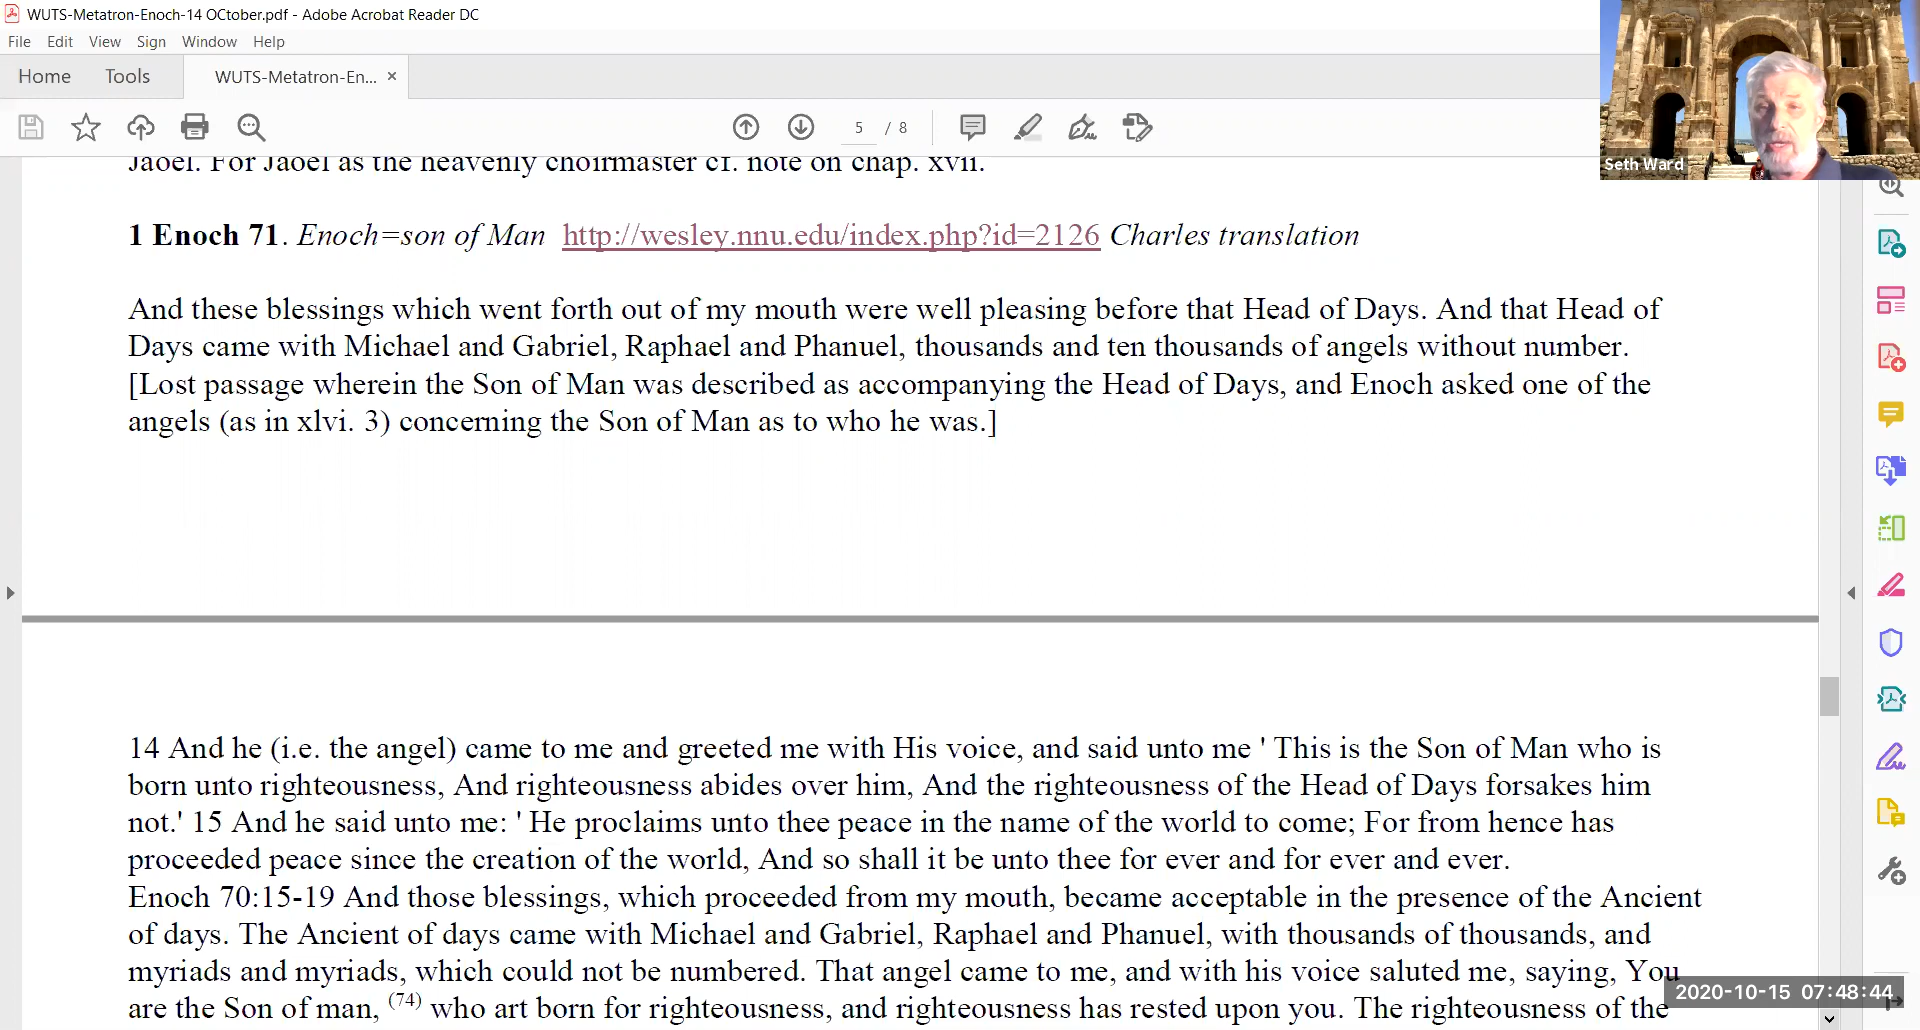 WUTS-Metatron-Enoch-14 OCtober.pdf - Adobe Acrobat Reader DC
File Edit View Sign Window Help
Home Tools WUTS-Metatron-En... ×
5 / 8
Seth Ward
Jaoel. For Jaoel as the heavenly choirmaster cf. note on chap. xvii.
1 Enoch 71. Enoch=son of Man http://wesley.nnu.edu/index.php?id=2126 Charles translation
And these blessings which went forth out of my mouth were well pleasing before that Head of Days. And that Head of
Days came with Michael and Gabriel, Raphael and Phanuel, thousands and ten thousands of angels without number.
[Lost passage wherein the Son of Man was described as accompanying the Head of Days, and Enoch asked one of the
angels (as in xlvi. 3) concerning the Son of Man as to who he was.]
14 And he (i.e. the angel) came to me and greeted me with His voice, and said unto me ' This is the Son of Man who is
born unto righteousness, And righteousness abides over him, And the righteousness of the Head of Days forsakes him
not.' 15 And he said unto me: ' He proclaims unto thee peace in the name of the world to come; For from hence has
proceeded peace since the creation of the world, And so shall it be unto thee for ever and for ever and ever.
Enoch 70:15-19 And those blessings, which proceeded from my mouth, became acceptable in the presence of the Ancient
of days. The Ancient of days came with Michael and Gabriel, Raphael and Phanuel, with thousands of thousands, and
myriads and myriads, which could not be numbered. That angel came to me, and with his voice saluted me, saying, You
are the Son of man, (74) who art born for righteousness, and righteousness has rested upon you. The righteousness of the
2020-10-15 07:48:44